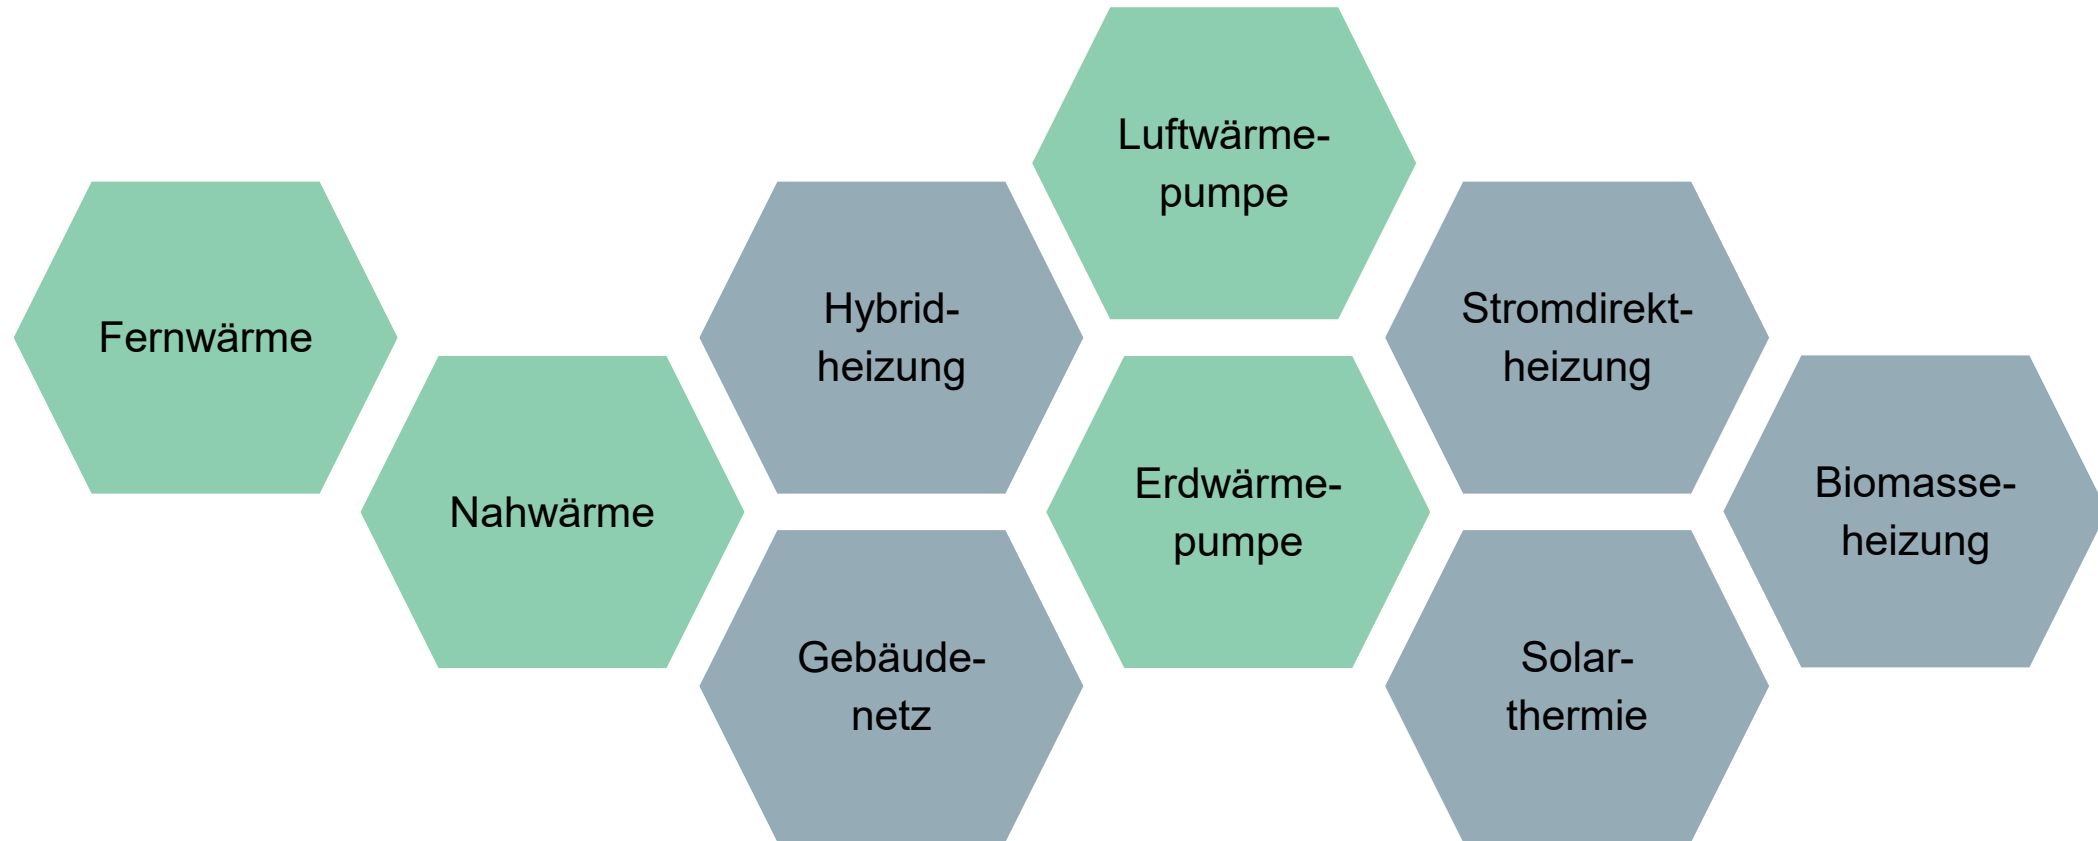 Fernwärme
Nahwärme
Hybrid-
heizung
Gebäude-
netz
Luftwärme-
pumpe
Erdwärme-
pumpe
Stromdirekt-
heizung
Solar-
thermie
Biomasse-
heizung